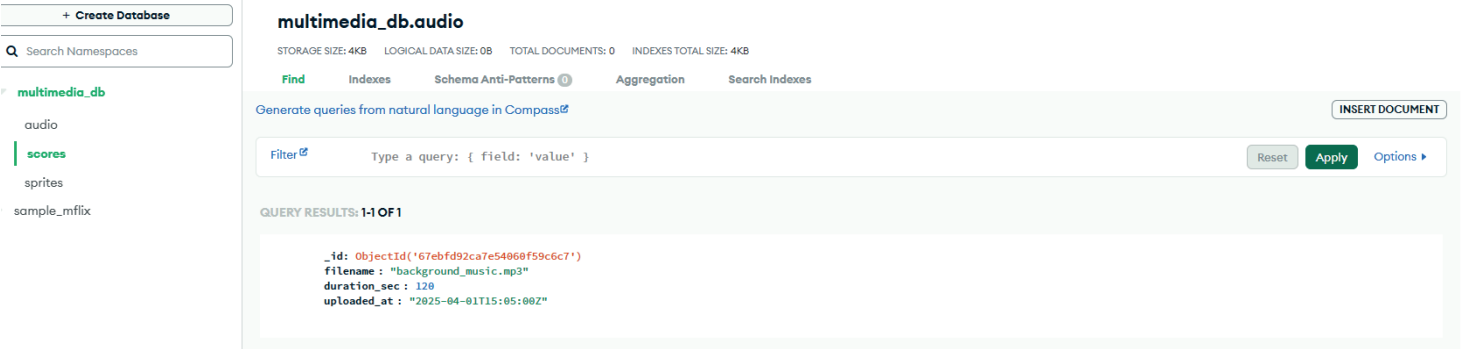 + Create Database
Search Namespaces
multimedia_db
audio
scores
sprites
sample_mflix
multimedia_db.audio
STORAGE SIZE: 4KB LOGICAL DATA SIZE: 0B TOTAL DOCUMENTS: 0 INDEXES TOTAL SIZE: 4KB
Find Indexes Schema Anti-Patterns 0 Aggregation Search Indexes
Generate queries from natural language in Compass
INSERT DOCUMENT
Filter Type a query: { field: 'value' } Reset Apply Options
QUERY RESULTS: 1-1 OF 1
_id: ObjectId('67ebfd92ca7e54060f59c6c7')
filename : "background_music.mp3"
duration_sec : 120
uploaded_at : "2025-04-01T15:05:00Z"